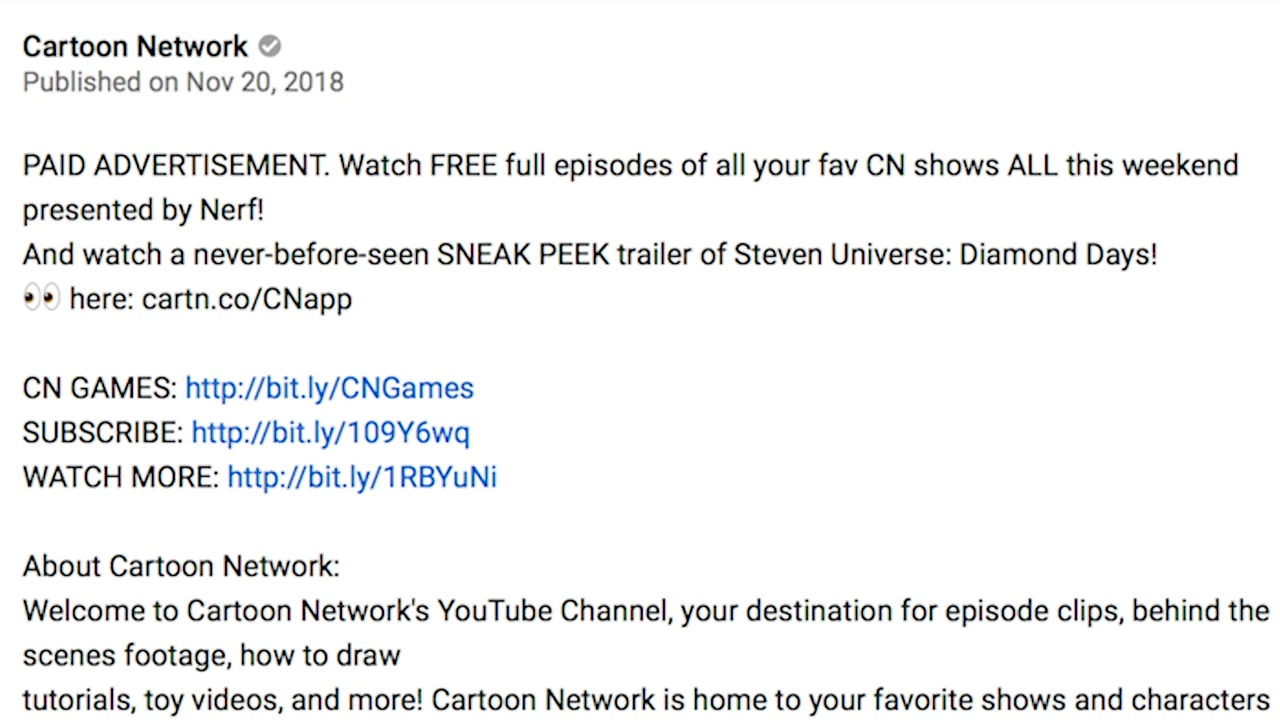 Cartoon Network
Published on Nov 20, 2018
PAID ADVERTISEMENT. Watch FREE full episodes of all your fav CN shows ALL this weekend
presented by Nerf!
And watch a never-before-seen SNEAK PEEK trailer of Steven Universe: Diamond Days!
👀 here: cartn.co/CNapp
CN GAMES: http://bit.ly/CNGames
SUBSCRIBE: http://bit.ly/109Y6wq
WATCH MORE: http://bit.ly/1RBYuNi
About Cartoon Network:
Welcome to Cartoon Network's YouTube Channel, your destination for episode clips, behind the
scenes footage, how to draw
tutorials, toy videos, and more! Cartoon Network is home to your favorite shows and characters